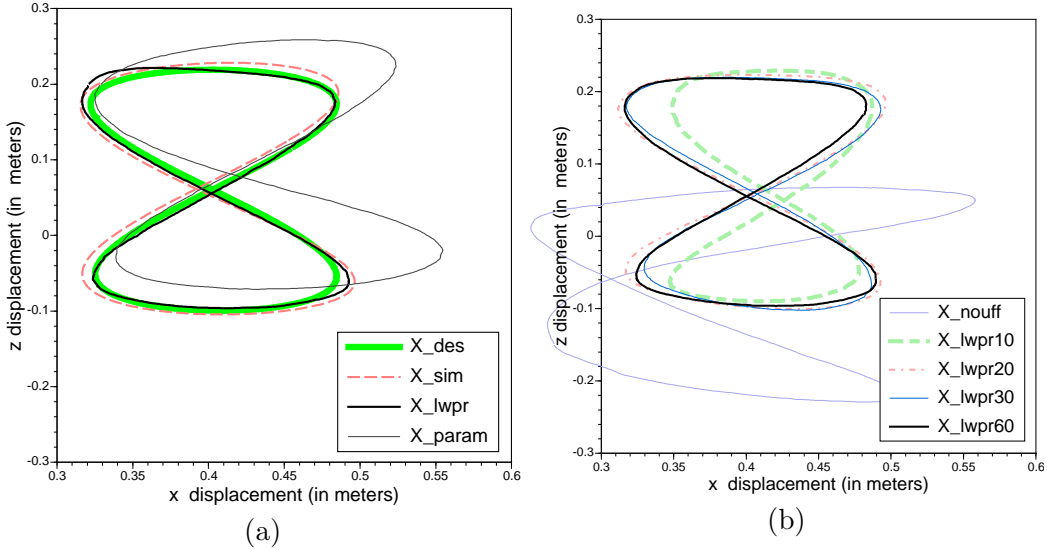 0.3
0.2
0.1
0
-0.1
-0.2
-0.3
z displacement (in meters)
X_des
X_sim
X_lwpr
X_param
0.3 0.35 0.4 0.45 0.5 0.55 0.6
x displacement (in meters)
(a)
0.3
0.2
0.1
0
-0.1
-0.2
-0.3
z displacement (in meters)
X_nouff
X_lwpr10
X_lwpr20
X_lwpr30
X_lwpr60
0.3 0.35 0.4 0.45 0.5 0.55 0.6
x displacement (in meters)
(b)